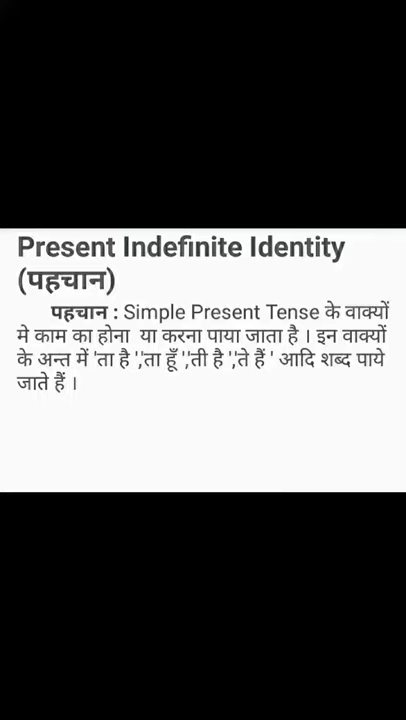 Present Indefinite Identity
(पहचान)
पहचान : Simple Present Tense के वाक्यों
मे काम का होना या करना पाया जाता है । इन वाक्यों
के अन्त में 'ता है ','ता हूँ ','ती है ','ते हैं ' आदि शब्द पाये
जाते हैं ।